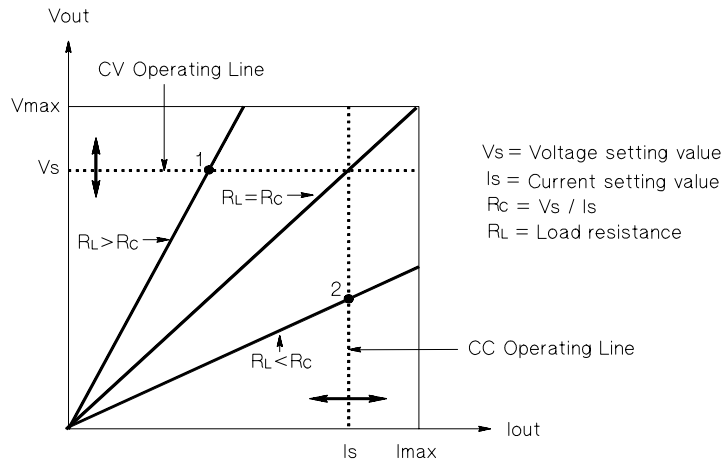 Vout
CV Operating Line
Vmax
Vs
1
RL=RC
RL>RC
2
RL<RC
Vs = Voltage setting value
Is = Current setting value
RC = Vs / Is
RL = Load resistance
CC Operating Line
Iout
Is
Imax